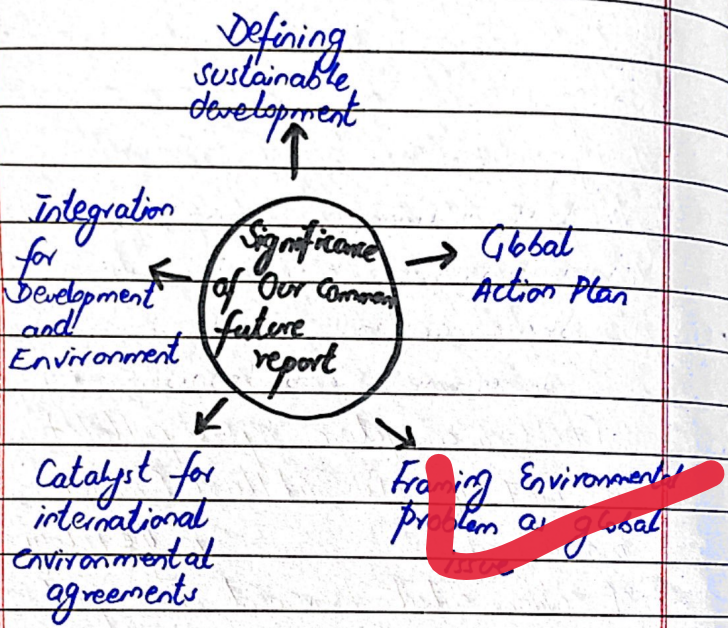 Defining
sustainable
development
Integration
for
Development
and
Environment
Significance
of Our Common
future
report
Global
Action Plan
Catalyst for
international
environmental
agreements
Framing Environmental
problem as global
issue